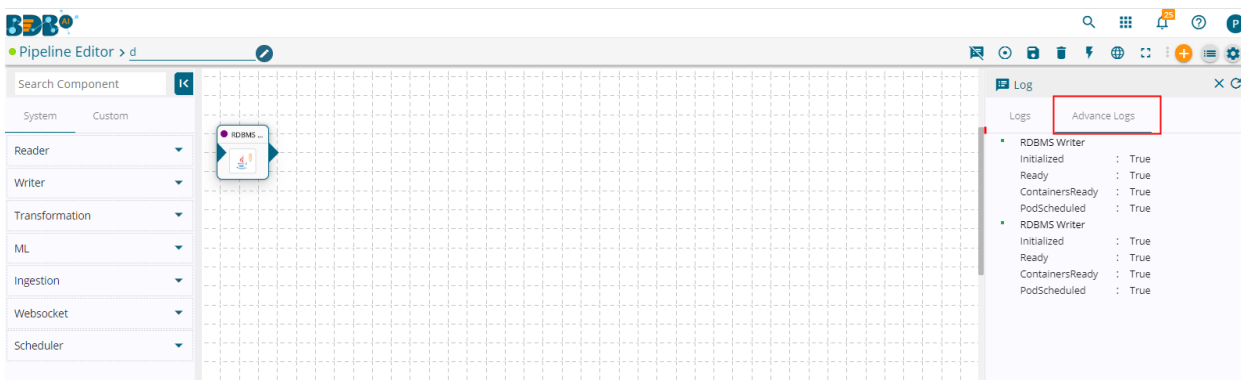 BDB AI
25
P
Pipeline Editor > d
Search Component
System Custom
Reader
Writer
Transformation
ML
Ingestion
Websocket
Scheduler
RDBMS ...
Log
Logs Advance Logs
RDBMS Writer
Initialized : True
Ready : True
ContainersReady : True
PodScheduled : True
RDBMS Writer
Initialized : True
Ready : True
ContainersReady : True
PodScheduled : True